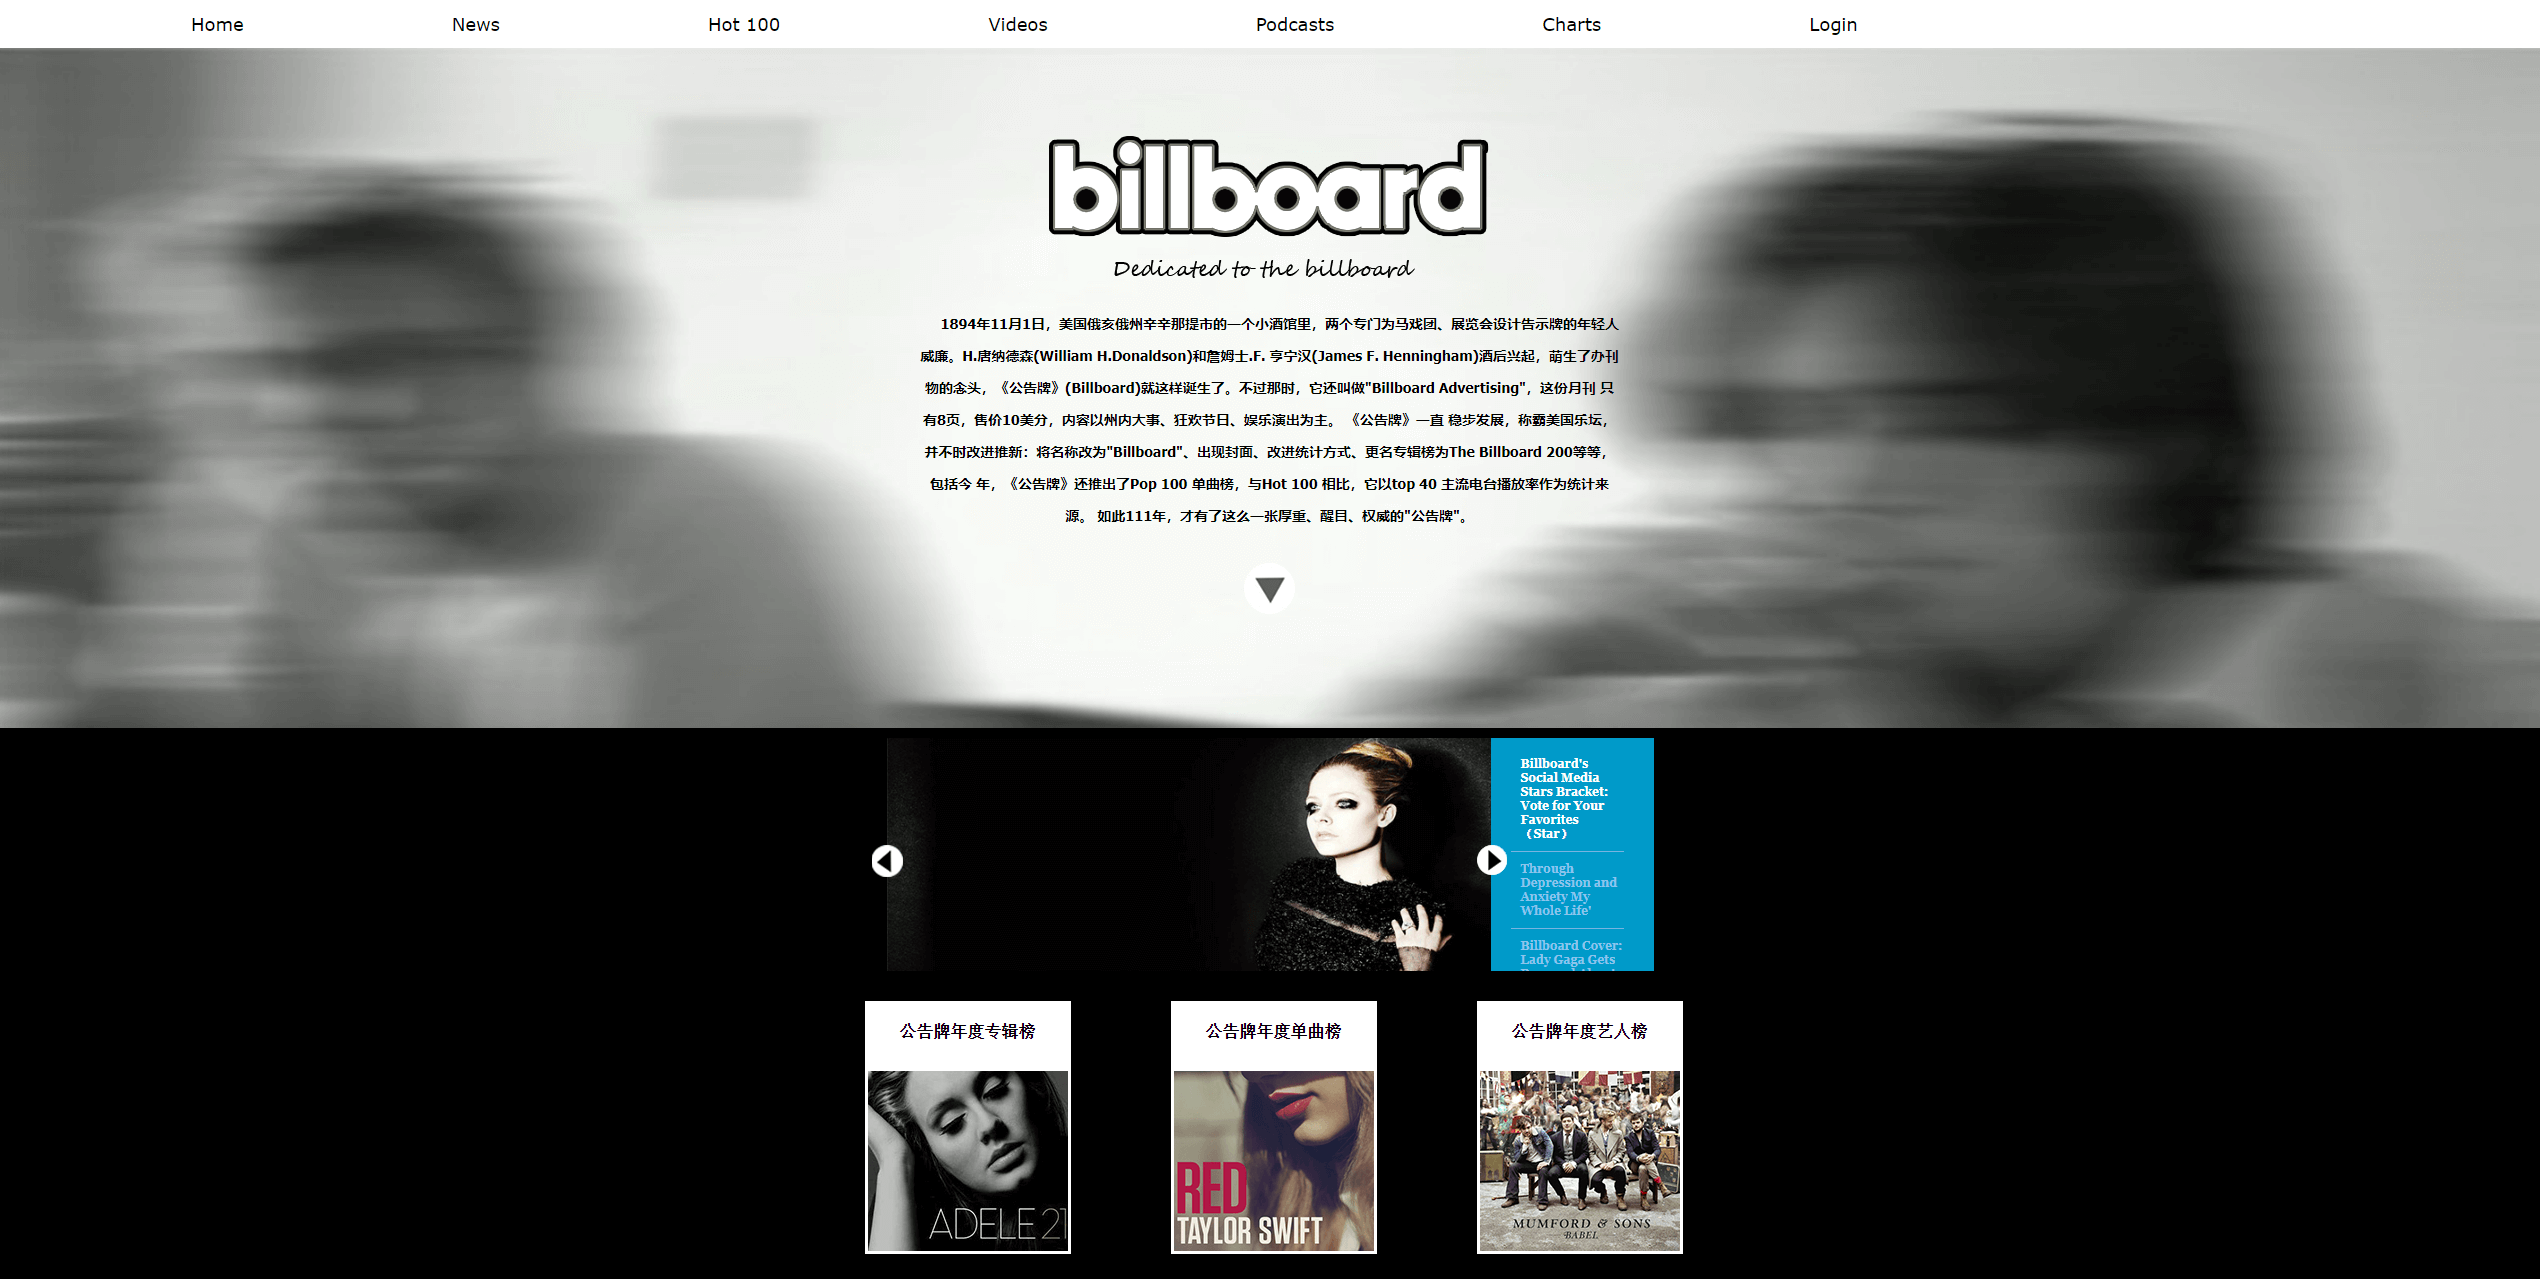 Home News Hot 100 Videos Podcasts Charts Login
billboard
Dedicated to the billboard
1894年11月1日，美国俄亥俄州辛辛那提市的一个小酒馆里，两个专门为马戏团、展览会设计告示牌的年轻人
威廉。H.唐纳德森(William H.Donaldson)和詹姆士.F. 亨宁汉(James F. Henningham)酒后兴起，萌生了办刊
物的念头，《公告牌》(Billboard)就这样诞生了。不过那时，它还叫做"Billboard Advertising"，这份月刊 只
有8页，售价10美分，内容以州内大事、狂欢节日、娱乐演出为主。 《公告牌》一直 稳步发展，称霸美国乐坛，
并不时改进推新：将名称改为"Billboard"、出现封面、改进统计方式、更名专辑榜为The Billboard 200等等，
包括今 年，《公告牌》还推出了Pop 100 单曲榜，与Hot 100 相比，它以top 40 主流电台播放率作为统计来
源。 如此111年，才有了这么一张厚重、醒目、权威的"公告牌"。
Billboard's
Social Media
Stars Bracket:
Vote for Your
Favorites
（Star）
Through
Depression and
Anxiety My
Whole Life'
Billboard Cover:
Lady Gaga Gets
公告牌年度专辑榜
ADELE 21
公告牌年度单曲榜
RED
TAYLOR SWIFT
公告牌年度艺人榜
MUMFORD & SONS
BABEL